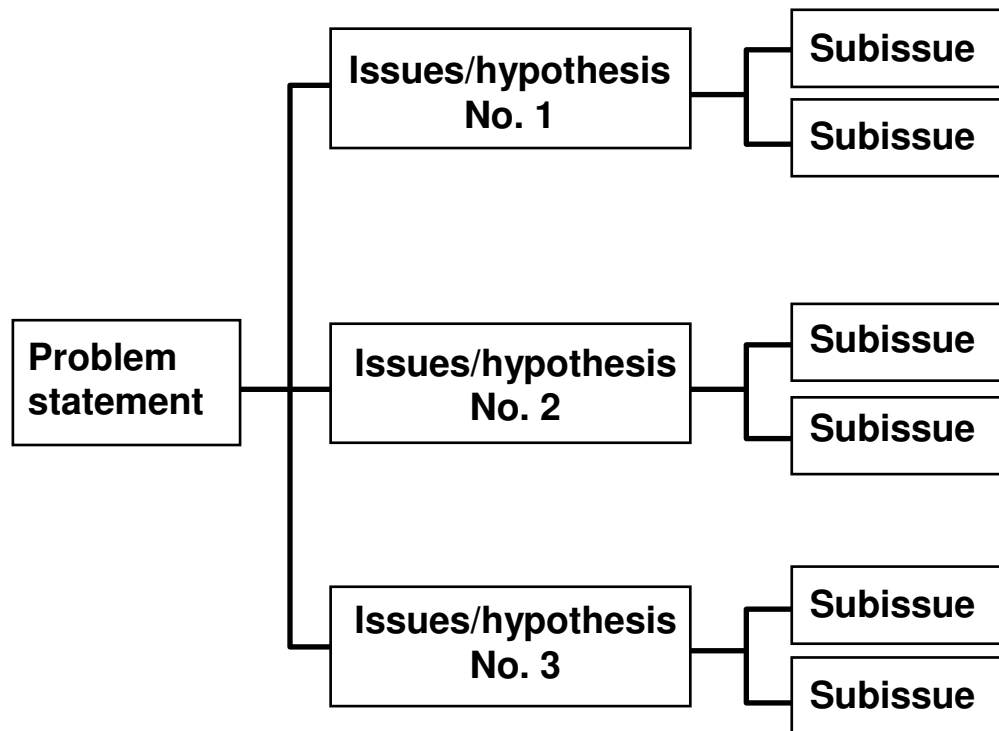 Problem
statement
Issues/hypothesis
No. 1
Subissue
Subissue
Issues/hypothesis
No. 2
Subissue
Subissue
Issues/hypothesis
No. 3
Subissue
Subissue